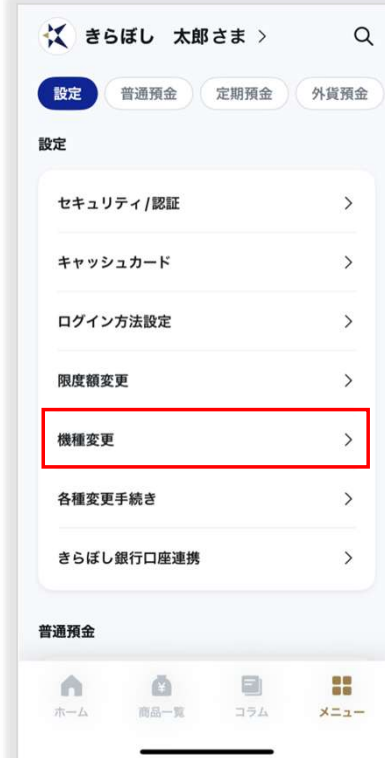 きらぼし　太郎さま
設定 普通預金 定期預金 外貨預金
設定
セキュリティ/認証
キャッシュカード
ログイン方法設定
限度額変更
機種変更
各種変更手続き
きらぼし銀行口座連携
普通預金
ホーム 商品一覧 コラム メニュー